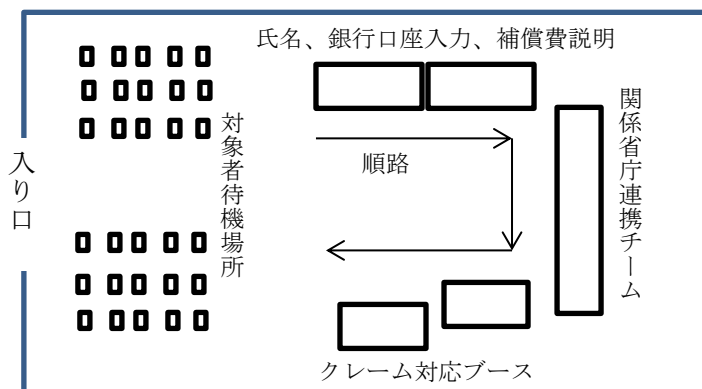 氏名、銀行口座入力、補償費説明
入り口
対象者待機場所
順路
関係省庁連携チーム
クレーム対応ブース